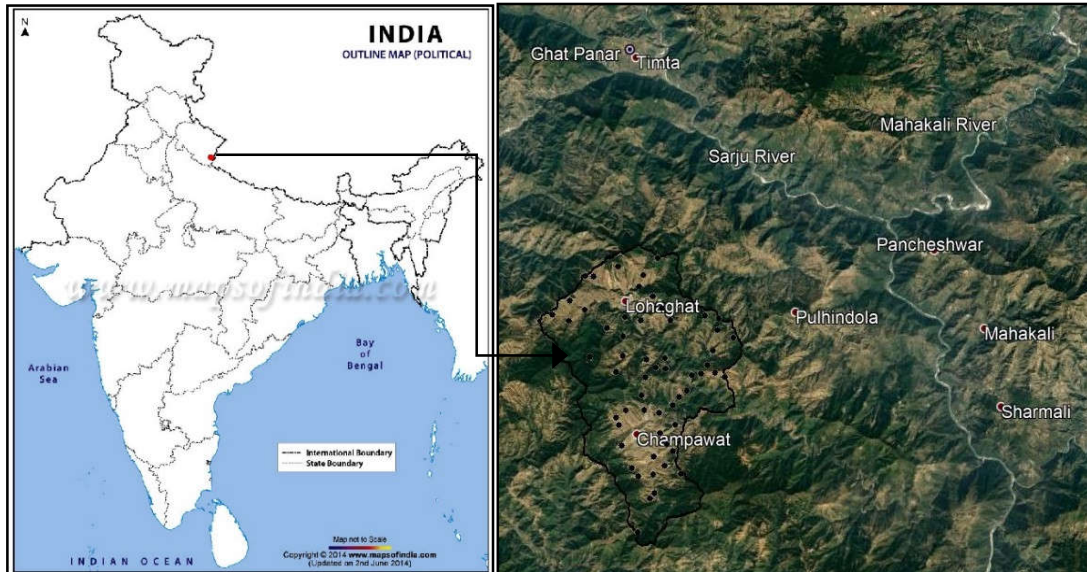 N
INDIA
OUTLINE MAP (POLITICAL)
www.mapsofindia.com
Arabian
Sea
Bay
of
Bengal
International Boundary
State Boundary
Map not to Scale
Copyright © 2014 www.mapsofindia.com
(Updated on 2nd June 2014)
INDIAN OCEAN
Ghat Panar
Timta
Mahakali River
Sarju River
Pancheshwar
Lohaghat
Pulhindola
Mahakali
Sharmali
Champawat